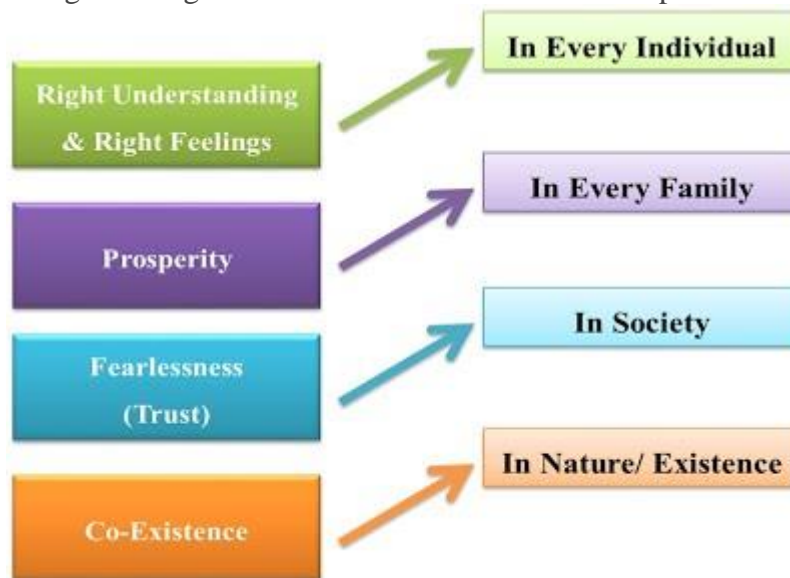 In Every Individual
Right Understanding
& Right Feelings
In Every Family
Prosperity
In Society
Fearlessness
(Trust)
In Nature/ Existence
Co-Existence